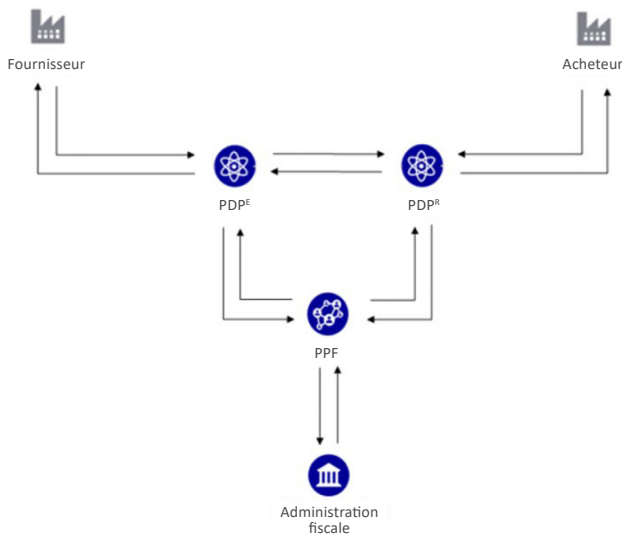 Fournisseur
Acheteur
PDPᴱ
PDPᴿ
PPF
Administration
fiscale